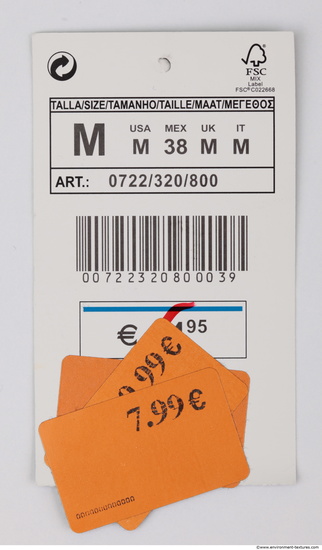 FSC
MIX
Label
FSC® C022668
TALLA/SIZE/TAMANHO/TAILLE/MAAT/ΜΕΓΕΘΟΣ
M USA MEX UK IT
M 38 M M
ART.: 0722/320/800
00722320800039
€ 95
9.99 €
7.99 €
© www.environment-textures.com